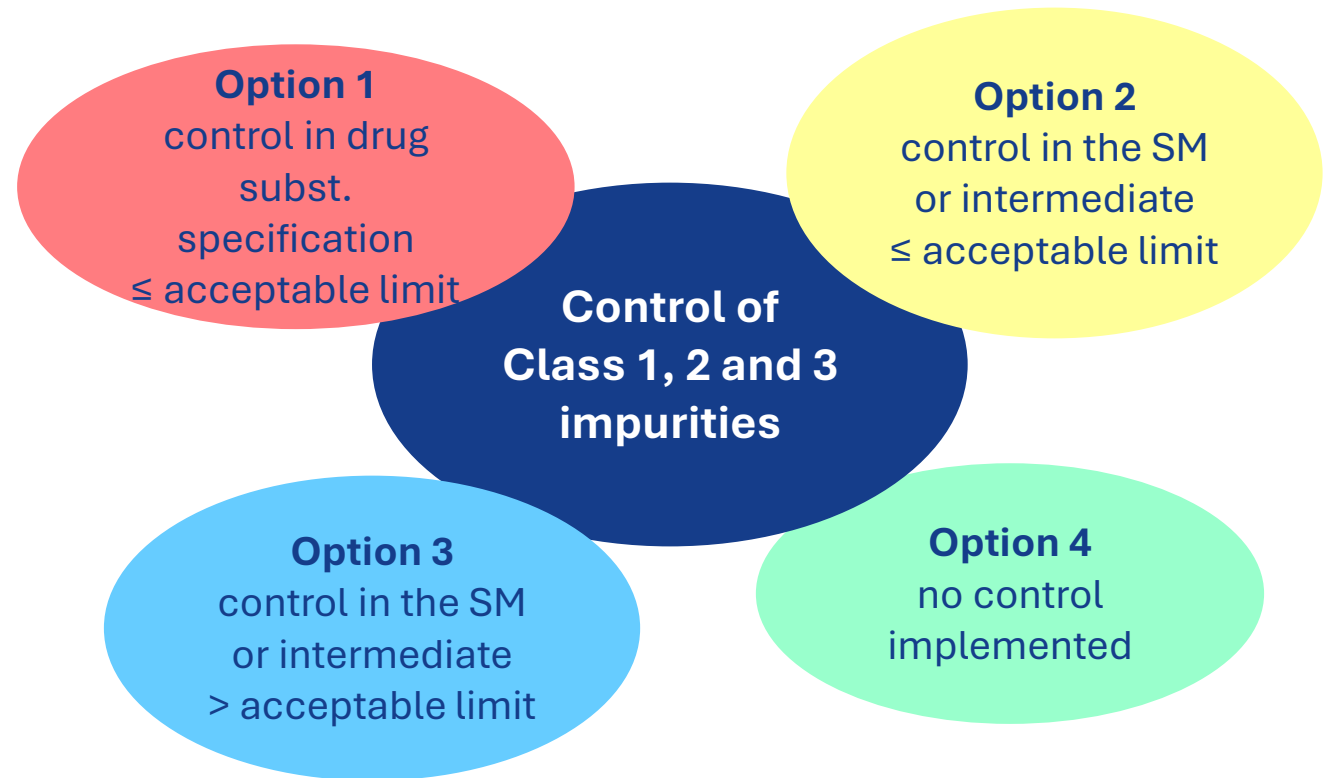 Option 1
control in drug
subst.
specification
≤ acceptable limit
Option 2
control in the SM
or intermediate
≤ acceptable limit
Control of
Class 1, 2 and 3
impurities
Option 3
control in the SM
or intermediate
> acceptable limit
Option 4
no control
implemented